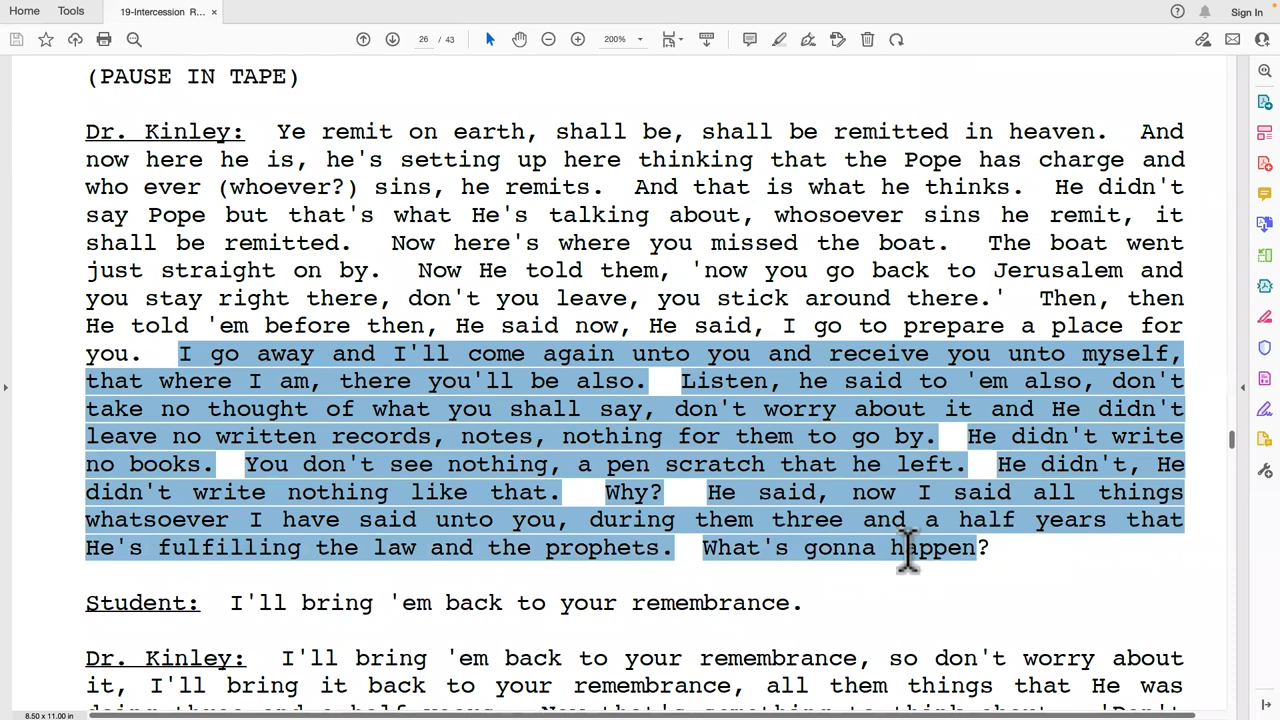 Home Tools 19-Intercession R... × Sign In
26 / 43 200%
(PAUSE IN TAPE)
Dr. Kinley: Ye remit on earth, shall be, shall be remitted in heaven. And
now here he is, he's setting up here thinking that the Pope has charge and
who ever (whoever?) sins, he remits. And that is what he thinks. He didn't
say Pope but that's what He's talking about, whosoever sins he remit, it
shall be remitted. Now here's where you missed the boat. The boat went
just straight on by. Now He told them, 'now you go back to Jerusalem and
you stay right there, don't you leave, you stick around there.' Then, then
He told 'em before then, He said now, He said, I go to prepare a place for
you. I go away and I'll come again unto you and receive you unto myself,
that where I am, there you'll be also. Listen, he said to 'em also, don't
take no thought of what you shall say, don't worry about it and He didn't
leave no written records, notes, nothing for them to go by. He didn't write
no books. You don't see nothing, a pen scratch that he left. He didn't, He
didn't write nothing like that. Why? He said, now I said all things
whatsoever I have said unto you, during them three and a half years that
He's fulfilling the law and the prophets. What's gonna happen?
Student: I'll bring 'em back to your remembrance.
Dr. Kinley: I'll bring 'em back to your remembrance, so don't worry about
it, I'll bring it back to your remembrance, all them things that He was
8.50 x 11.00 in